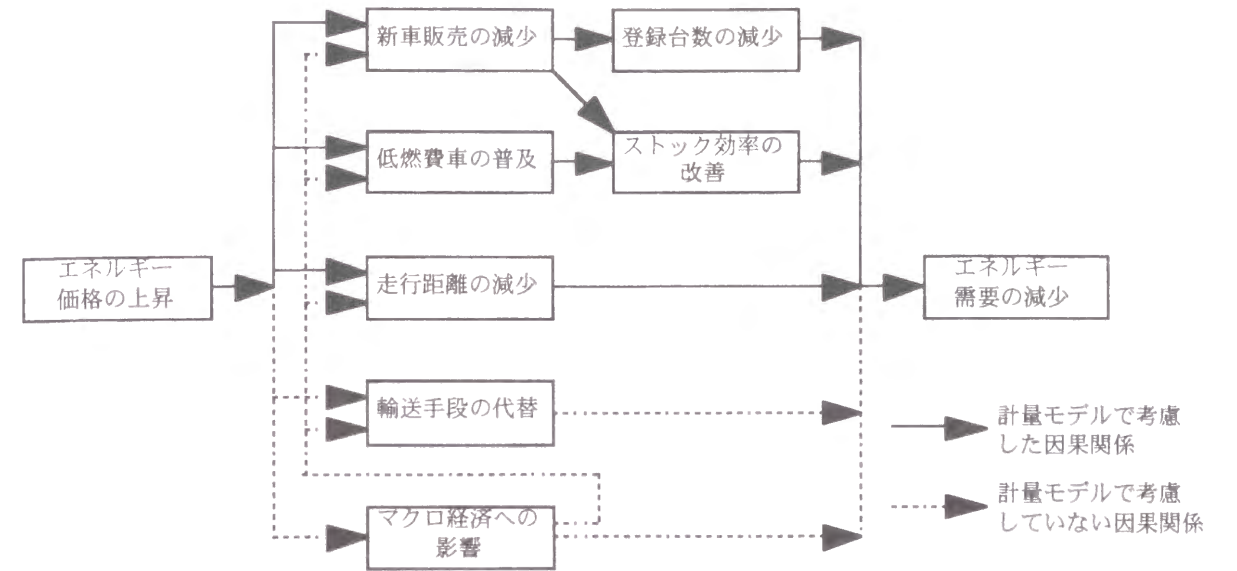 新車販売の減少
登録台数の減少
低燃費車の普及
ストック効率の
改善
エネルギー
価格の上昇
走行距離の減少
エネルギー
需要の減少
輸送手段の代替
マクロ経済への
影響
計量モデルで考慮
した因果関係
計量モデルで考慮
していない因果関係